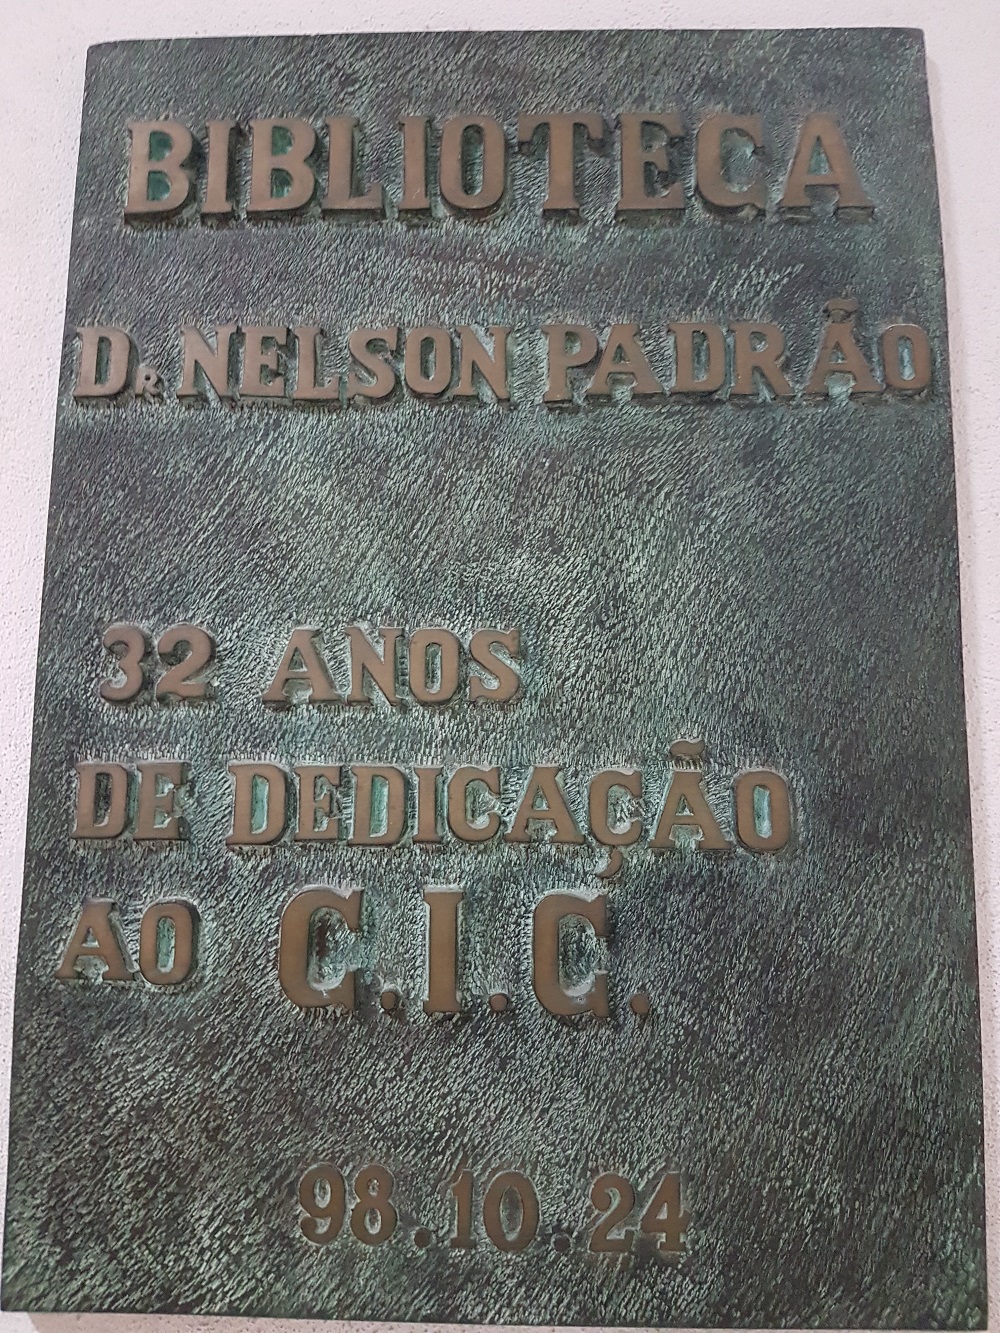 BIBLIOTECA
DR NELSON PADRÃO
32 ANOS
DE DEDICAÇÃO
AO C.I.C.
98.10.24